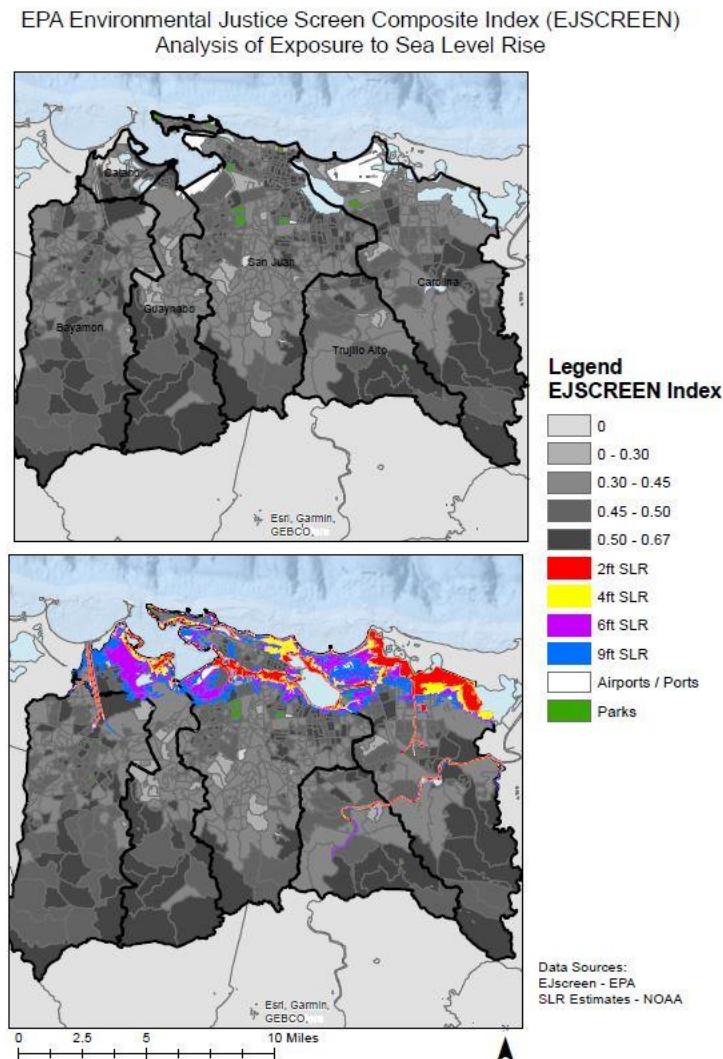 EPA Environmental Justice Screen Composite Index (EJSCREEN)
Analysis of Exposure to Sea Level Rise
Catano
San Juan
Carolina
Guaynabo
Bayamon
Trujillo Alto
Esri, Garmin,
GEBCO,
Legend
EJSCREEN Index
0
0 - 0.30
0.30 - 0.45
0.45 - 0.50
0.50 - 0.67
2ft SLR
4ft SLR
6ft SLR
9ft SLR
Airports / Ports
Parks
Esri, Garmin,
GEBCO,
Data Sources:
EJscreen - EPA
SLR Estimates - NOAA
0 2.5 5 10 Miles